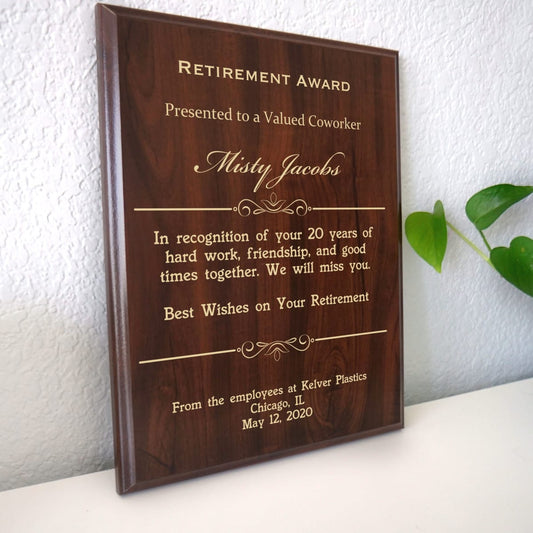 Retirement Award
Presented to a Valued Coworker
Misty Jacobs
In recognition of your 20 years of
hard work, friendship, and good
times together. We will miss you.
Best Wishes on Your Retirement
From the employees at Kelver Plastics
Chicago, IL
May 12, 2020